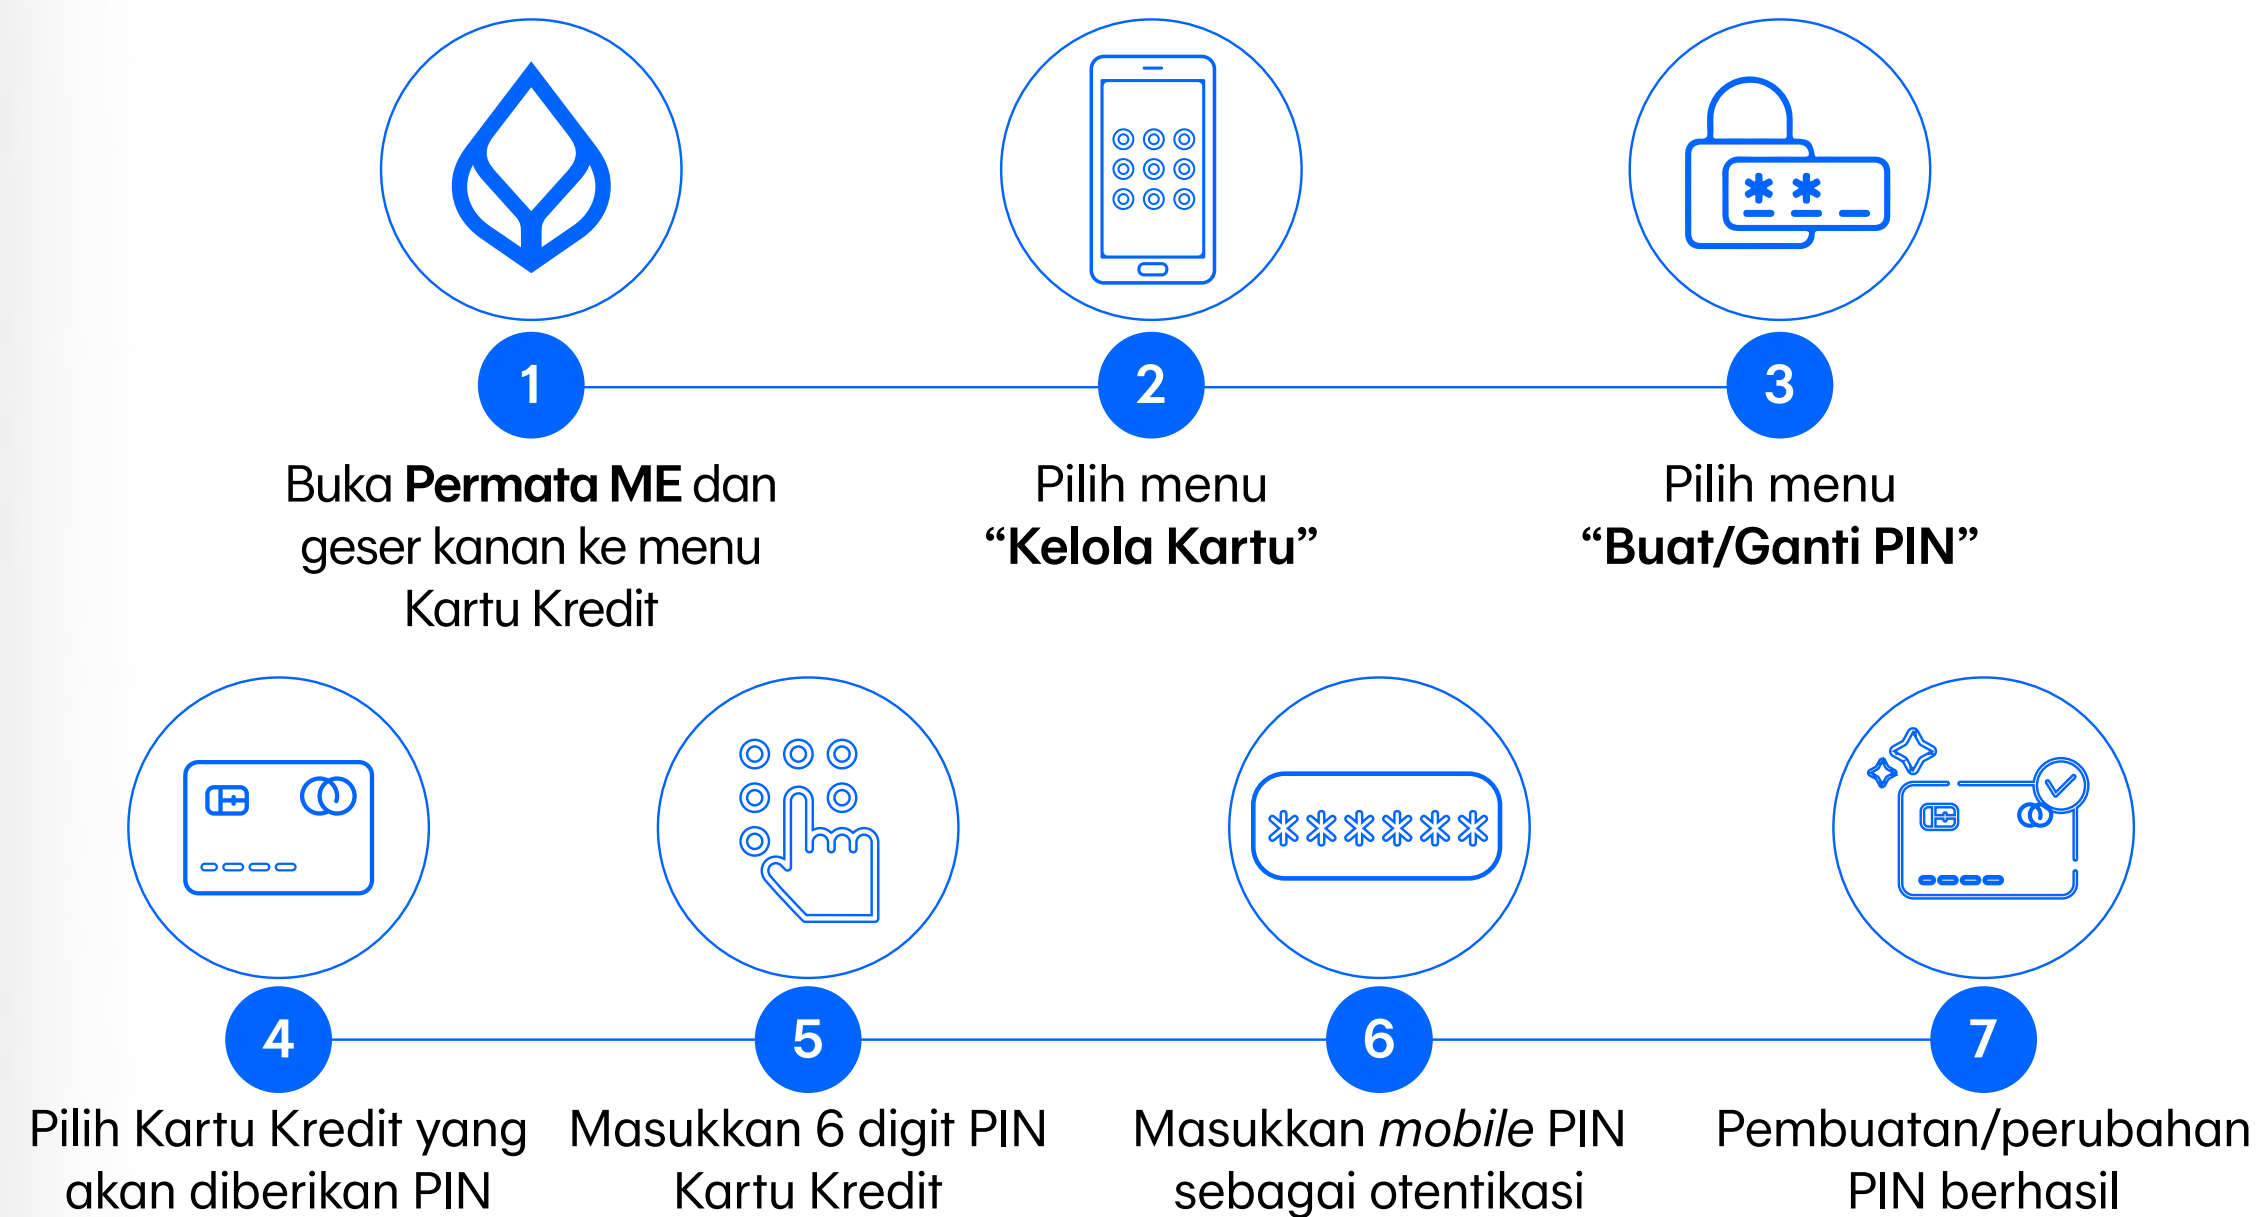 1
2
3
Buka Permata ME dan
geser kanan ke menu
Kartu Kredit
Pilih menu
“Kelola Kartu”
Pilih menu
“Buat/Ganti PIN”
4
5
6
7
Pilih Kartu Kredit yang
akan diberikan PIN
Masukkan 6 digit PIN
Kartu Kredit
Masukkan mobile PIN
sebagai otentikasi
Pembuatan/perubahan
PIN berhasil